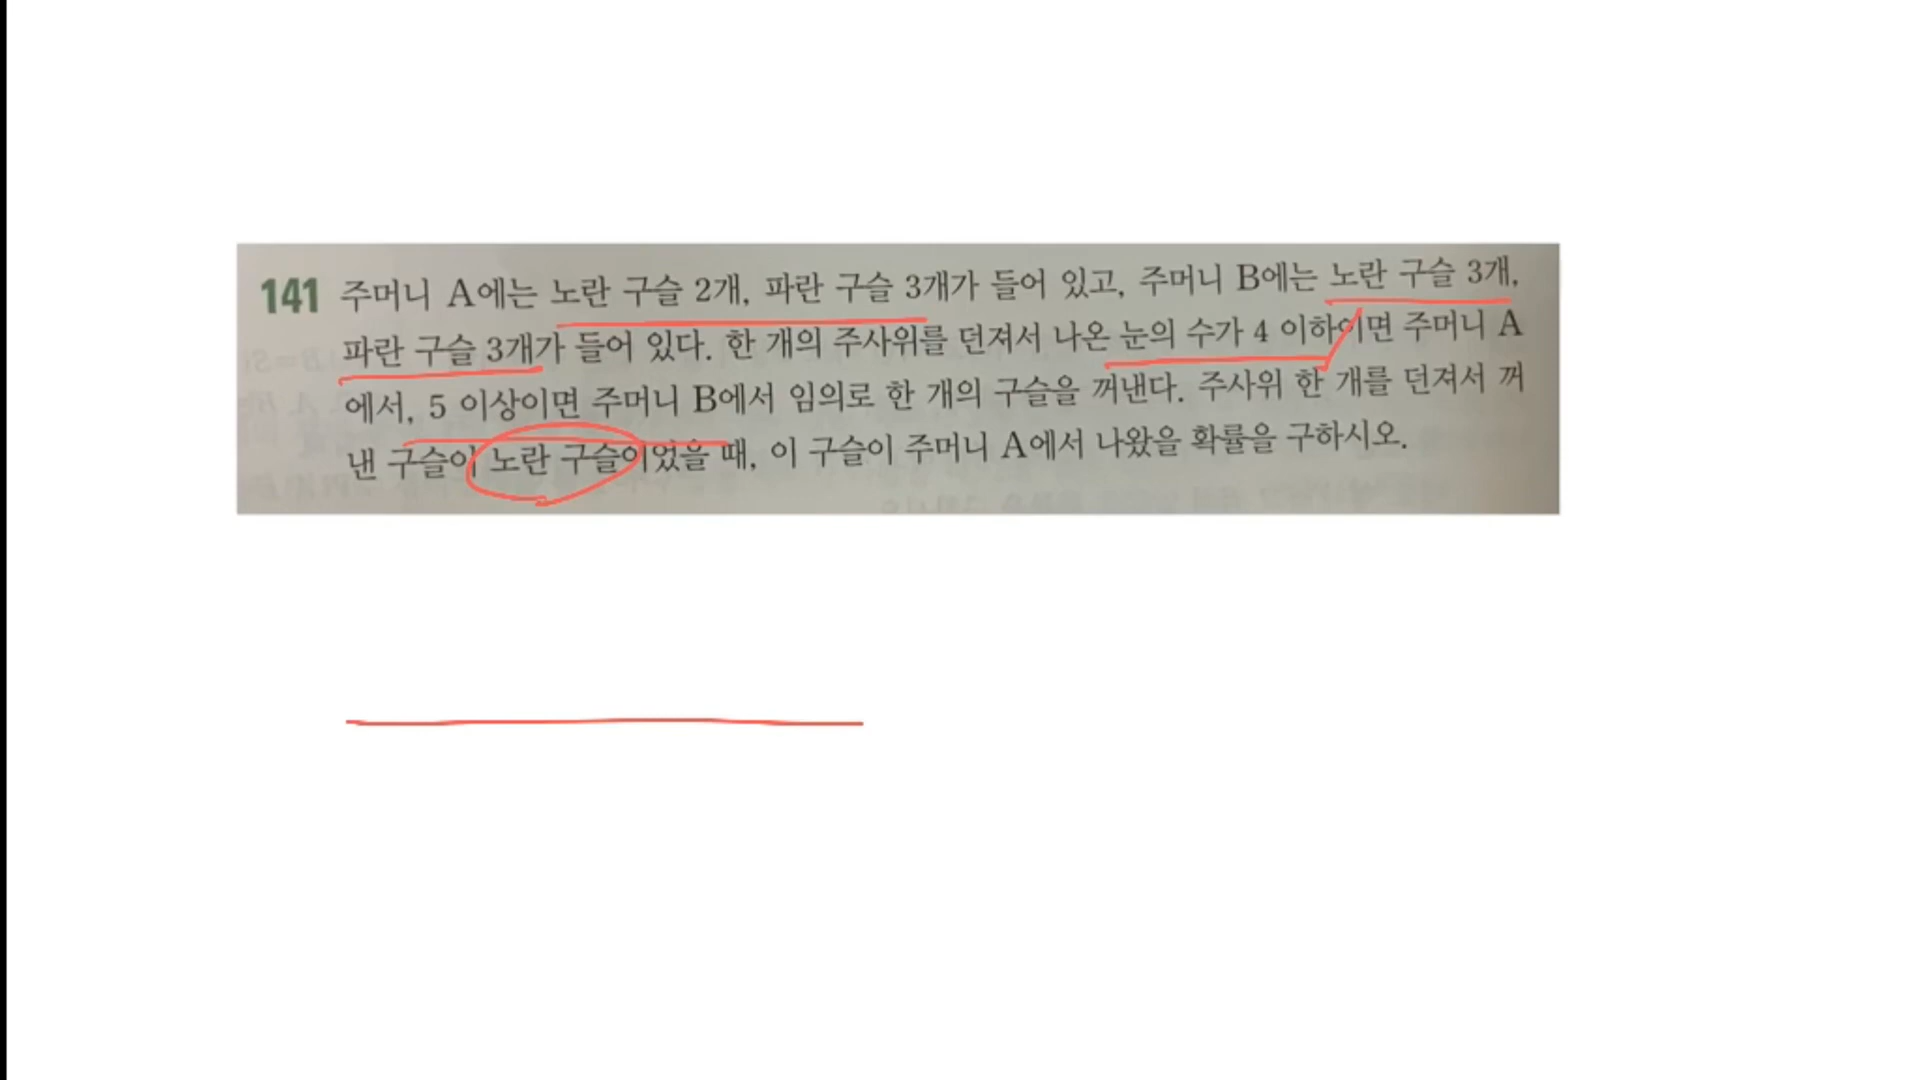 141 주머니 A에는 노란 구슬 2개, 파란 구슬 3개가 들어 있고, 주머니 B에는 노란 구슬 3개,
파란 구슬 3개가 들어 있다. 한 개의 주사위를 던져서 나온 눈의 수가 4 이하이면 주머니 A
에서, 5 이상이면 주머니 B에서 임의로 한 개의 구슬을 꺼낸다. 주사위 한 개를 던져서 꺼
낸 구슬이 노란 구슬이었을 때, 이 구슬이 주머니 A에서 나왔을 확률을 구하시오.